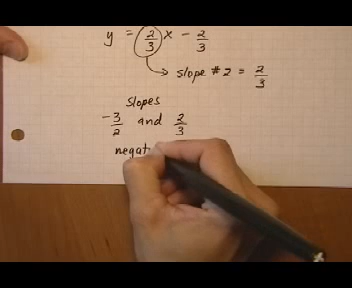 y = 2/3 x - 2/3
slope #2 = 2/3
slopes
-3/2 and 2/3
negat